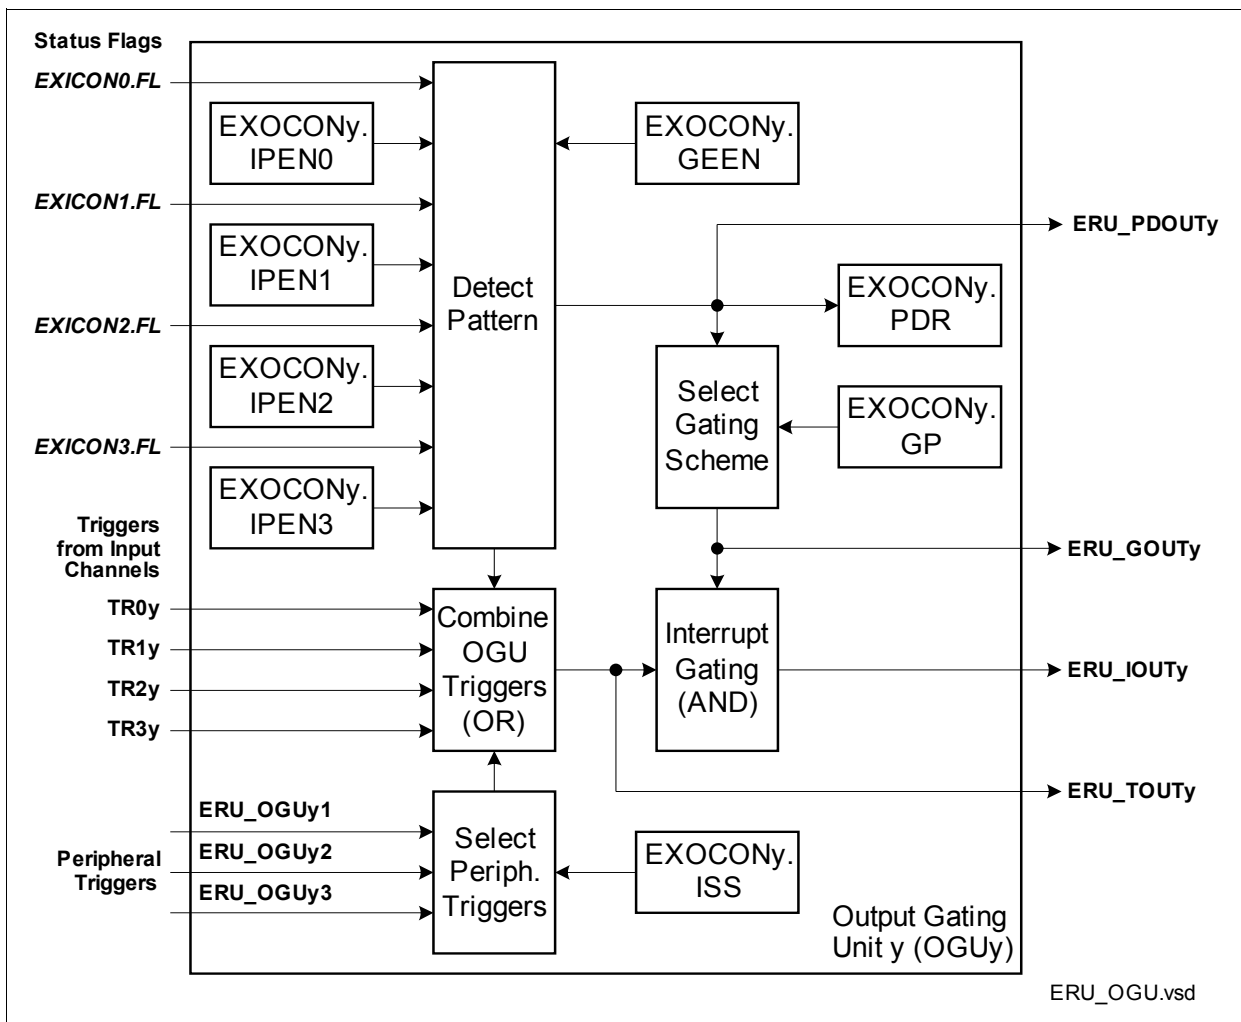 Status Flags
EXICON0.FL
EXOCONy.
IPEN0
EXOCONy.
GEEN
EXICON1.FL
ERU_PDOUTy
EXOCONy.
IPEN1
Detect
Pattern
EXOCONy.
PDR
EXICON2.FL
EXOCONy.
IPEN2
Select
Gating
Scheme
EXOCONy.
GP
EXICON3.FL
EXOCONy.
IPEN3
Triggers
from Input
Channels
ERU_GOUTy
TR0y
TR1y
TR2y
TR3y
Combine
OGU
Triggers
(OR)
Interrupt
Gating
(AND)
ERU_IOUTy
ERU_TOUTy
Peripheral
Triggers
ERU_OGUy1
ERU_OGUy2
ERU_OGUy3
Select
Periph.
Triggers
EXOCONy.
ISS
Output Gating
Unit y (OGUy)
ERU_OGU.vsd